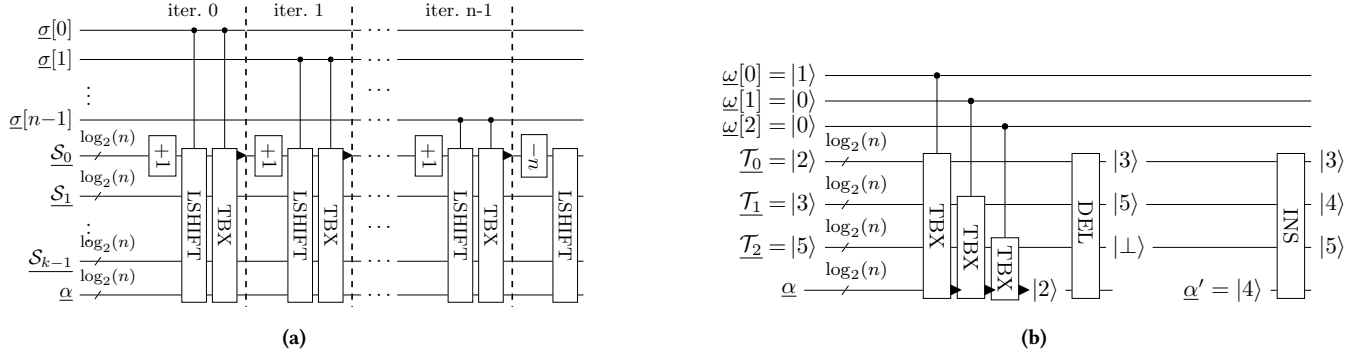 iter. 0 iter. 1 iter. n-1
σ[0]
σ[1]
⋮
σ[n−1]
log₂(n)
S₀ +1 +1 +1 −n
log₂(n)
S₁
LSHIFT TBX LSHIFT TBX LSHIFT TBX LSHIFT
⋮
log₂(n)
Sₖ₋₁
log₂(n)
α
(a)
ω[0] = |1⟩
ω[1] = |0⟩
ω[2] = |0⟩
log₂(n)
T₀ = |2⟩ |3⟩ |3⟩
log₂(n)
T₁ = |3⟩ |5⟩ |4⟩
TBX TBX TBX DEL INS
log₂(n)
T₂ = |5⟩ |⊥⟩ |5⟩
log₂(n)
α |2⟩ α′ = |4⟩
(b)